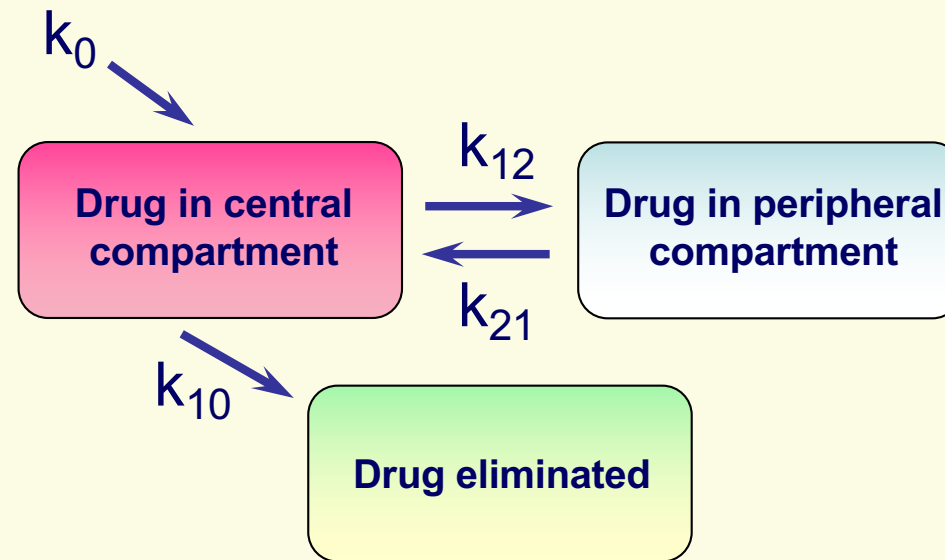 k₀
Drug in central
compartment
k₁₂
k₂₁
Drug in peripheral
compartment
k₁₀
Drug eliminated